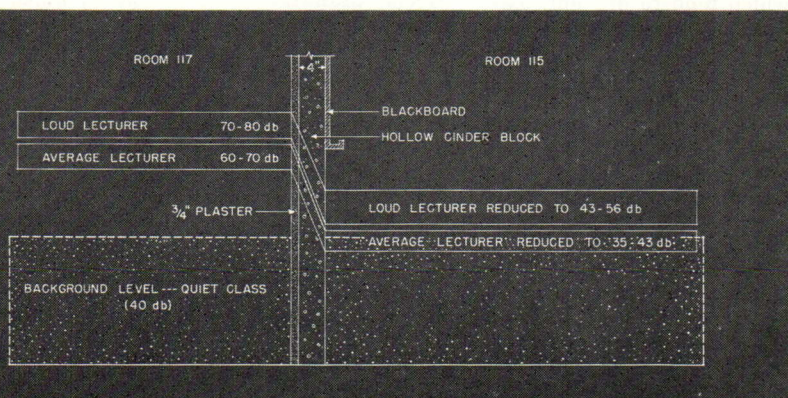 ROOM 117
4"
ROOM 115
BLACKBOARD
HOLLOW CINDER BLOCK
LOUD LECTURER 70-80 db
AVERAGE LECTURER 60-70 db
3/4" PLASTER
LOUD LECTURER REDUCED TO 43-56 db
AVERAGE LECTURER REDUCED TO 35-43 db
BACKGROUND LEVEL --- QUIET CLASS
(40 db)